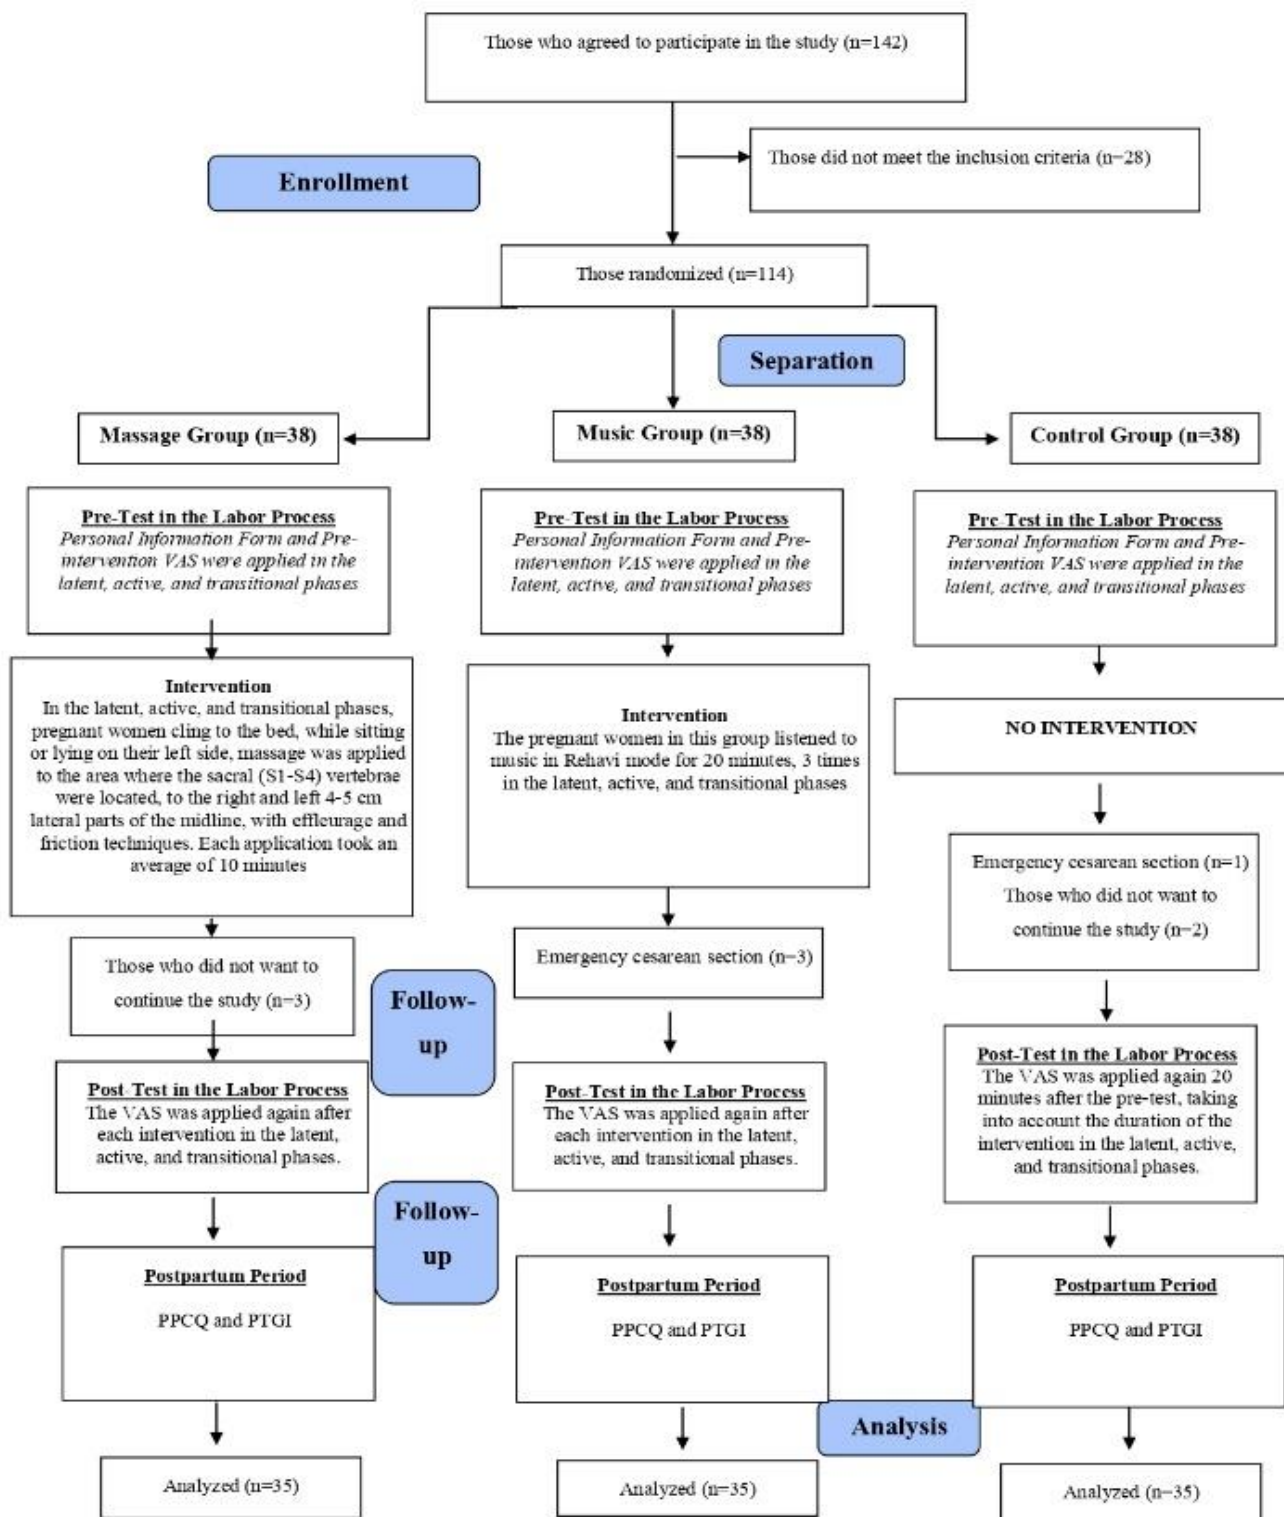 Those who agreed to participate in the study (n=142)
Those did not meet the inclusion criteria (n=28)
Enrollment
Those randomized (n=114)
Separation
Massage Group (n=38)
Music Group (n=38)
Control Group (n=38)
Pre-Test in the Labor Process
Personal Information Form and Pre-
intervention VAS were applied in the
latent, active, and transitional phases
Pre-Test in the Labor Process
Personal Information Form and Pre-
intervention VAS were applied in the
latent, active, and transitional phases
Pre-Test in the Labor Process
Personal Information Form and Pre-
intervention VAS were applied in the
latent, active, and transitional phases
Intervention
In the latent, active, and transitional phases,
pregnant women cling to the bed, while sitting
or lying on their left side, massage was applied
to the area where the sacral (S1-S4) vertebrae
were located, to the right and left 4-5 cm
lateral parts of the midline, with effleurage and
friction techniques. Each application took an
average of 10 minutes
Intervention
The pregnant women in this group listened to
music in Rehavi mode for 20 minutes, 3 times
in the latent, active, and transitional phases
NO INTERVENTION
Those who did not want to
continue the study (n=3)
Emergency cesarean section (n=3)
Emergency cesarean section (n=1)
Those who did not want to
continue the study (n=2)
Follow-
up
Post-Test in the Labor Process
The VAS was applied again after
each intervention in the latent,
active, and transitional phases.
Post-Test in the Labor Process
The VAS was applied again after
each intervention in the latent,
active, and transitional phases.
Post-Test in the Labor Process
The VAS was applied again 20
minutes after the pre-test, taking
into account the duration of the
intervention in the latent, active,
and transitional phases.
Follow-
up
Postpartum Period
PPCQ and PTGI
Postpartum Period
PPCQ and PTGI
Postpartum Period
PPCQ and PTGI
Analysis
Analyzed (n=35)
Analyzed (n=35)
Analyzed (n=35)